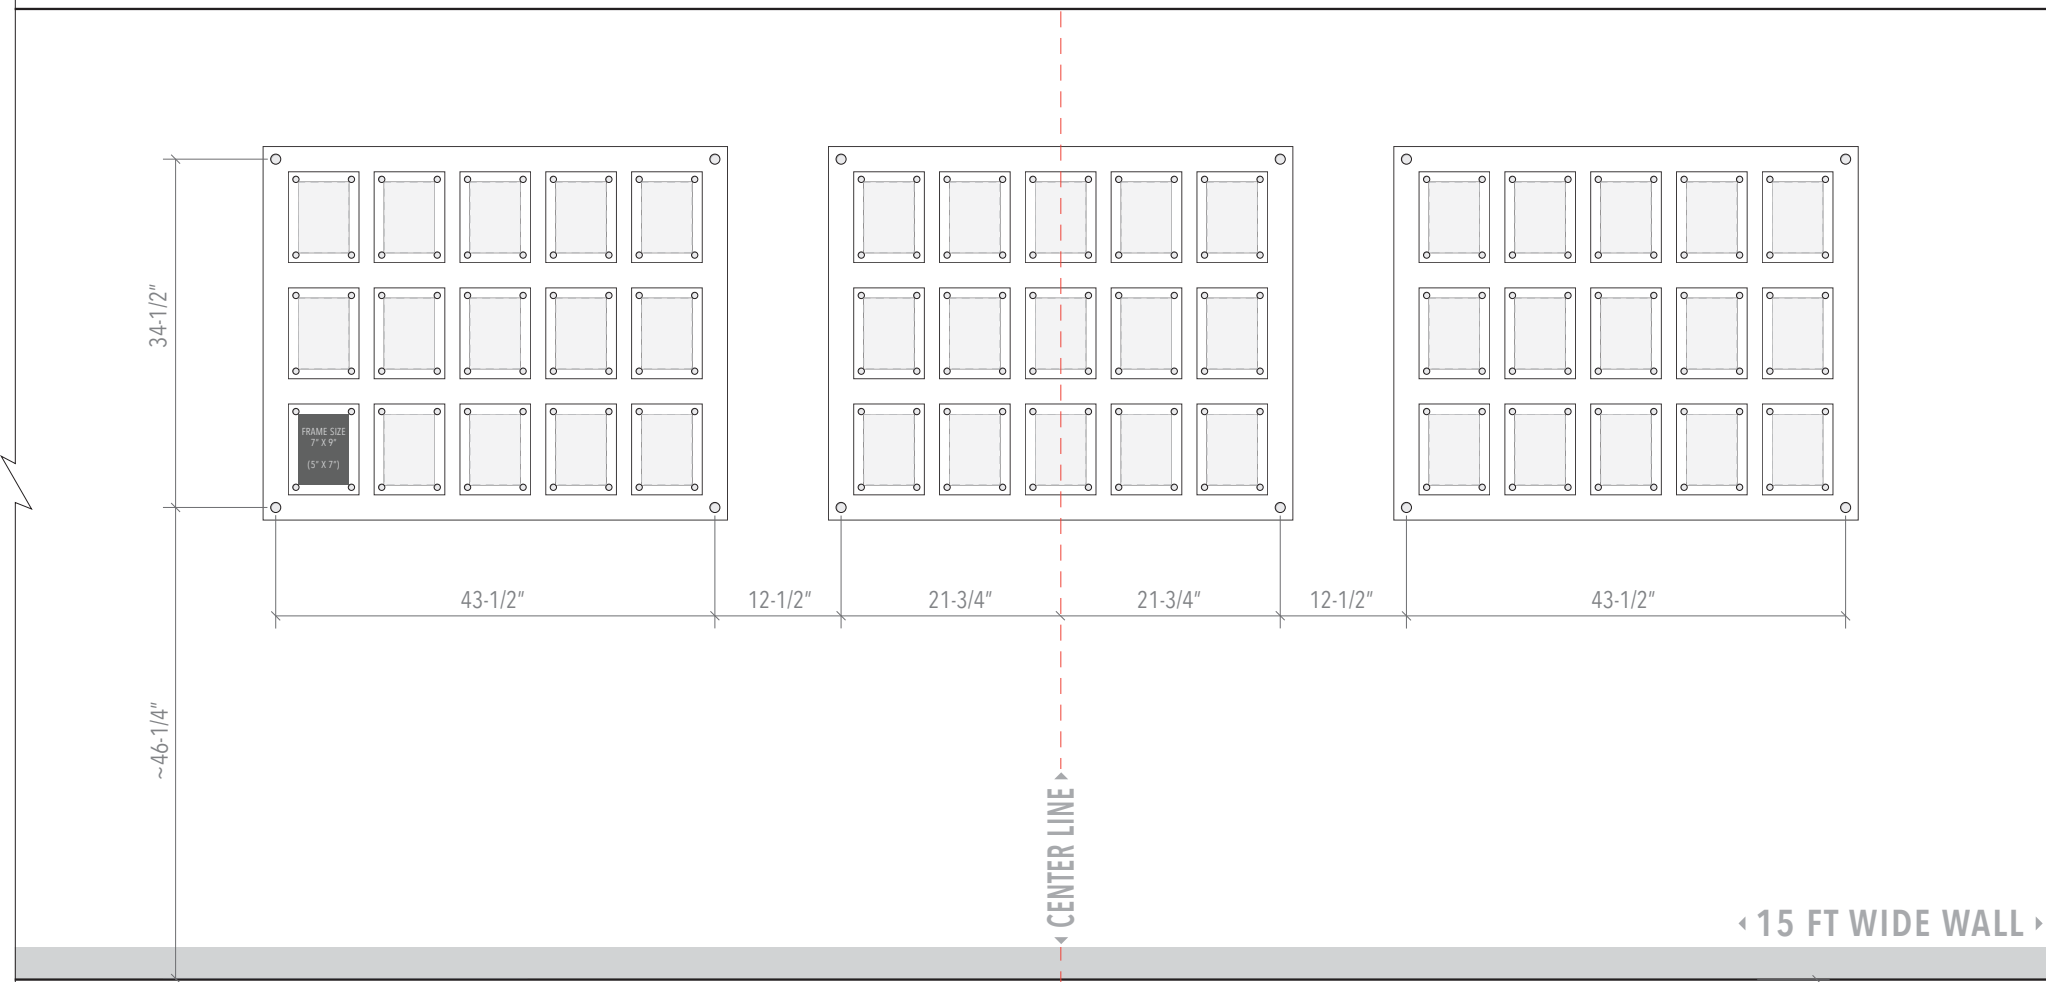 34-1/2"
FRAME SIZE
7" X 9"
(5" X 7")
43-1/2"
12-1/2"
21-3/4"
21-3/4"
12-1/2"
43-1/2"
~46-1/4"
CENTER LINE
15 FT WIDE WALL